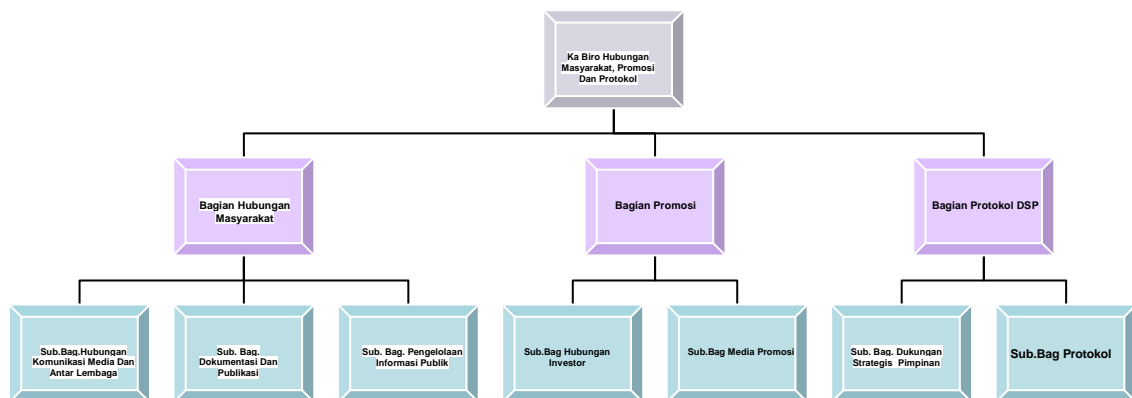 Ka Biro Hubungan
Masyarakat, Promosi
Dan Protokol
Bagian Hubungan
Masyarakat
Bagian Promosi
Bagian Protokol DSP
Sub.Bag.Hubungan
Komunikasi Media Dan
Antar Lembaga
Sub. Bag.
Dokumentasi Dan
Publikasi
Sub. Bag. Pengelolaan
Informasi Publik
Sub.Bag Hubungan
Investor
Sub.Bag Media Promosi
Sub. Bag. Dukungan
Strategis Pimpinan
Sub.Bag Protokol